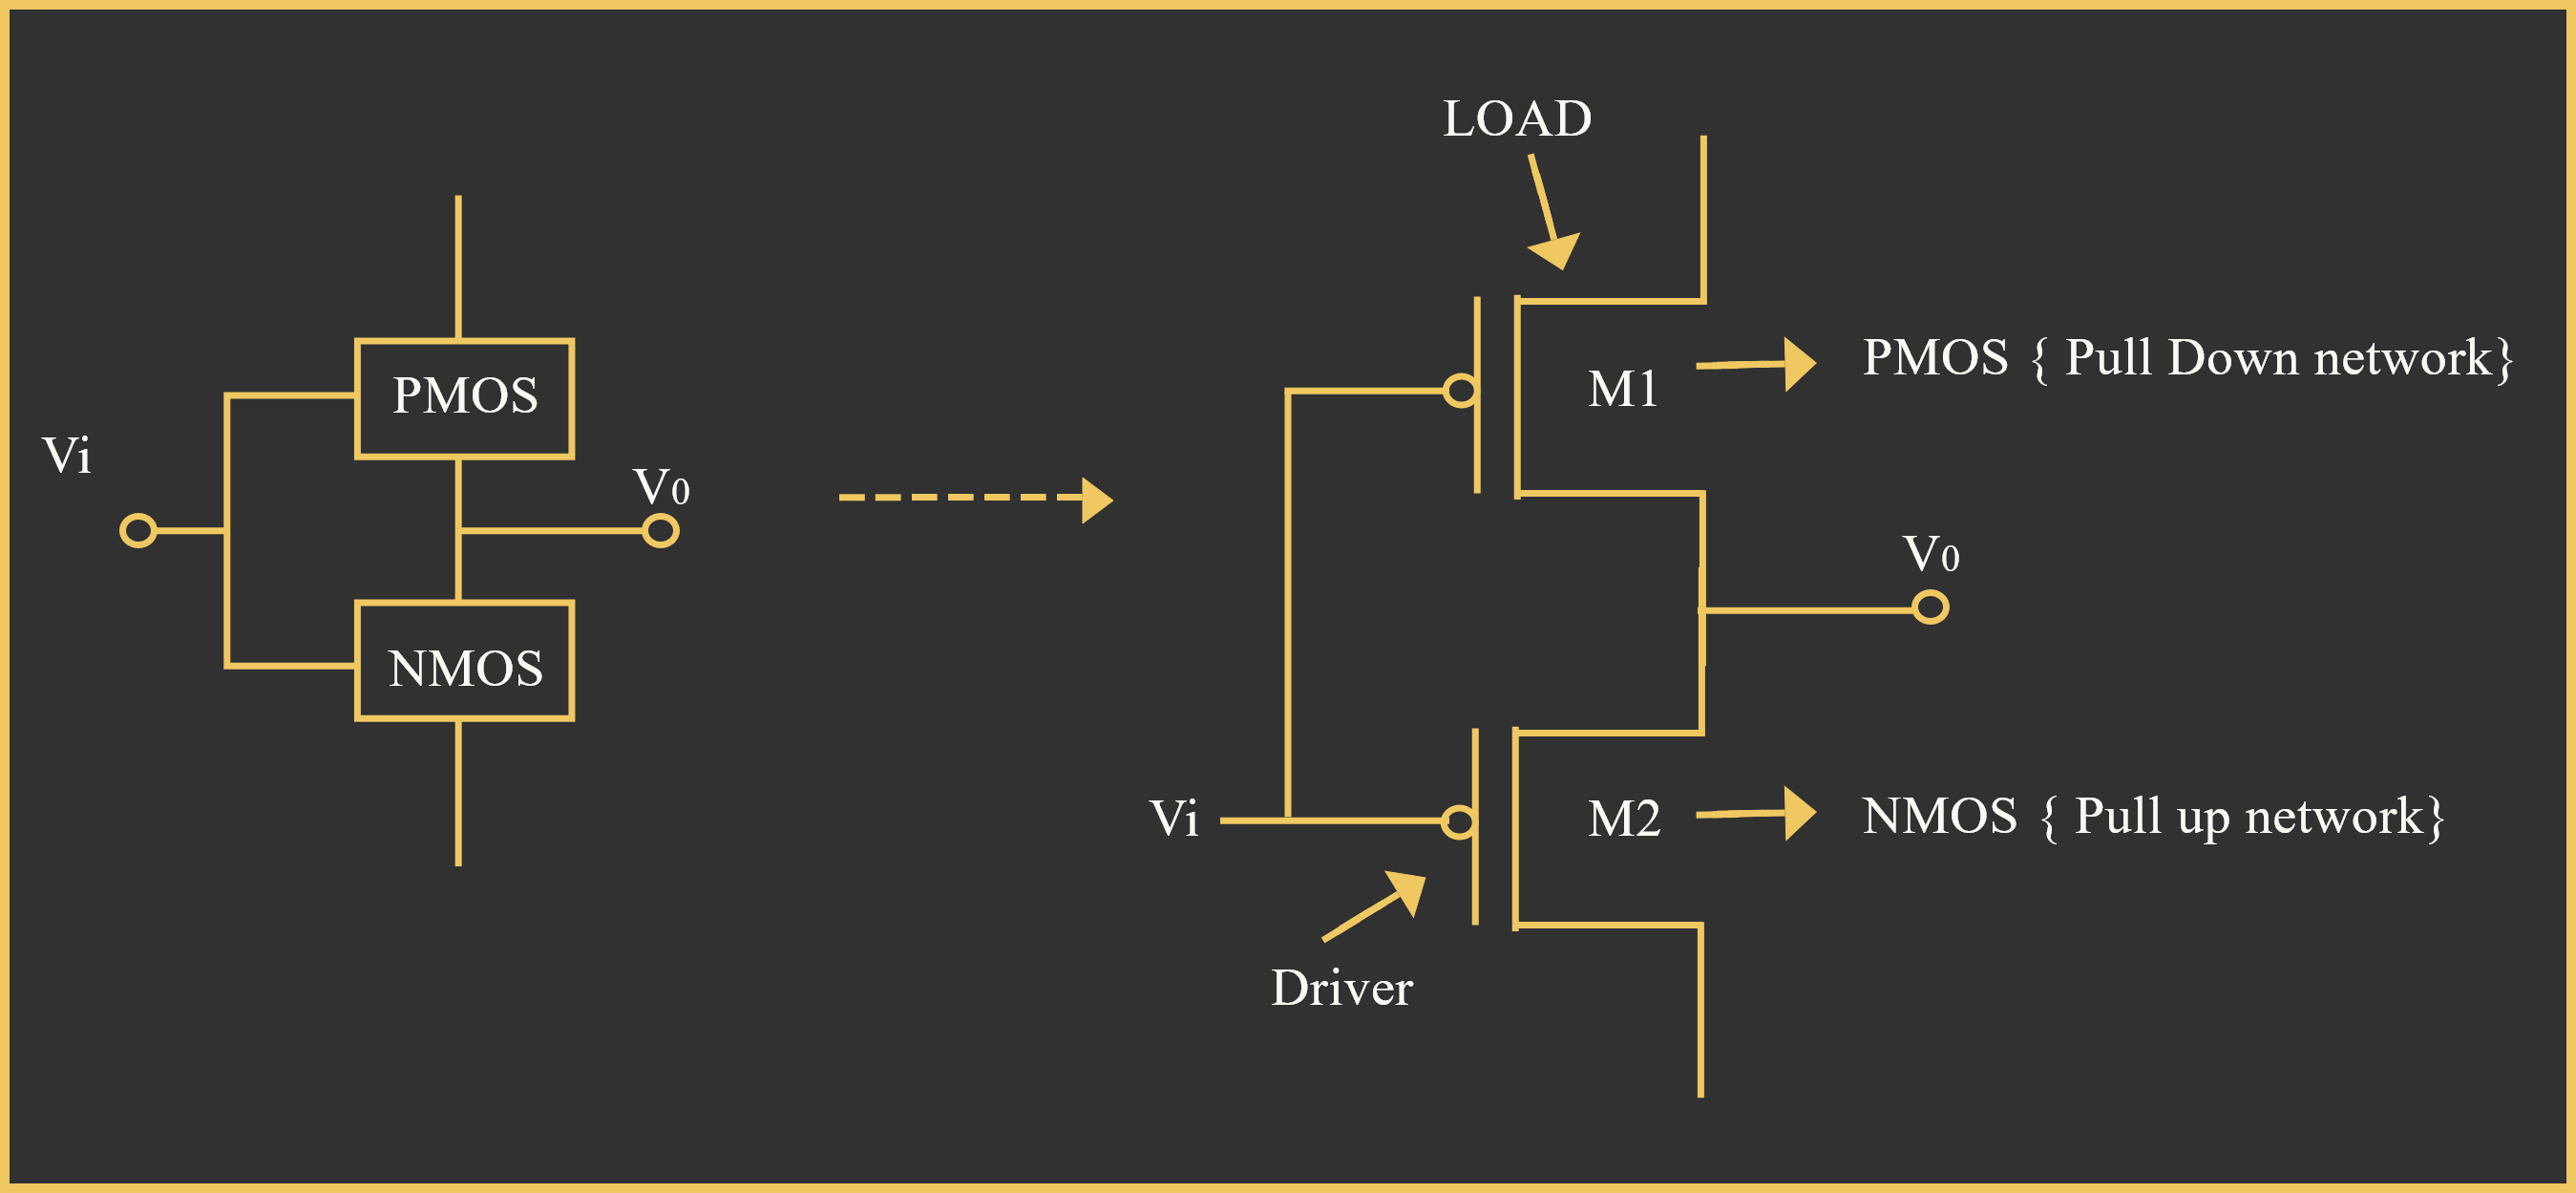 Vi
PMOS
V0
NMOS
LOAD
M1
PMOS { Pull Down network}
V0
Vi
M2
NMOS { Pull up network}
Driver